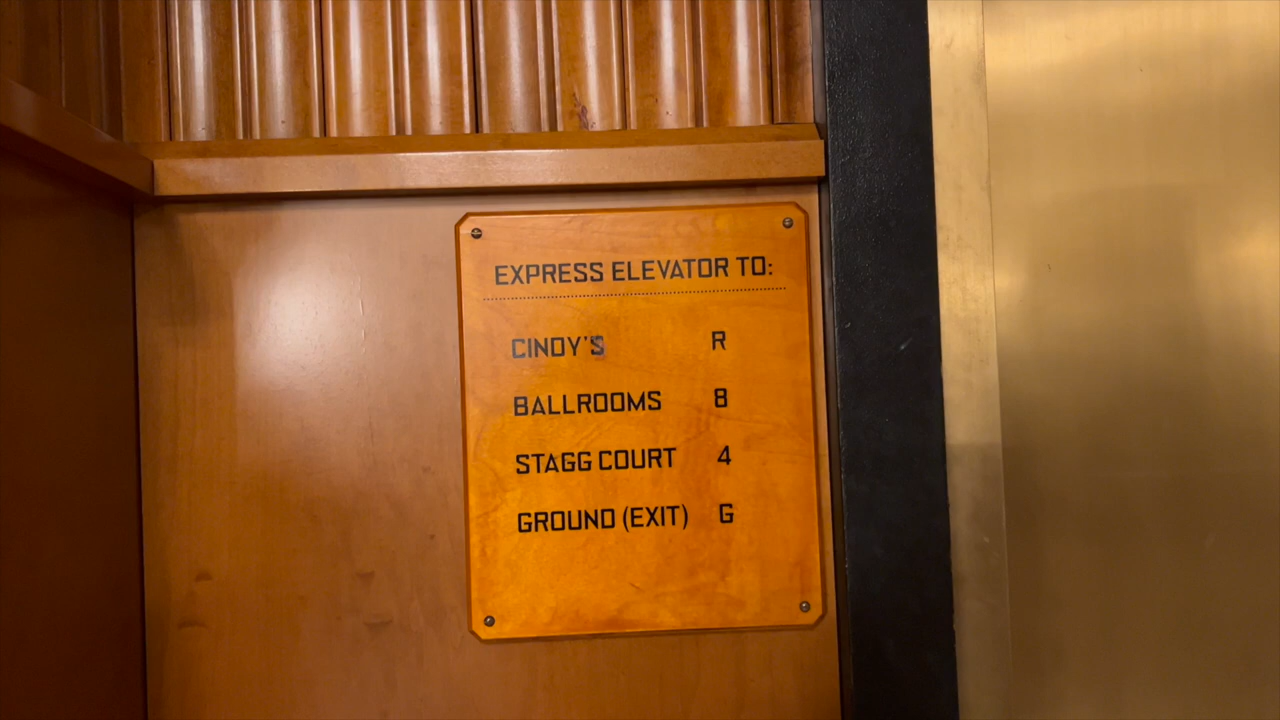 EXPRESS ELEVATOR TO:
CINDY'S R
BALLROOMS 8
STAGG COURT 4
GROUND (EXIT) G